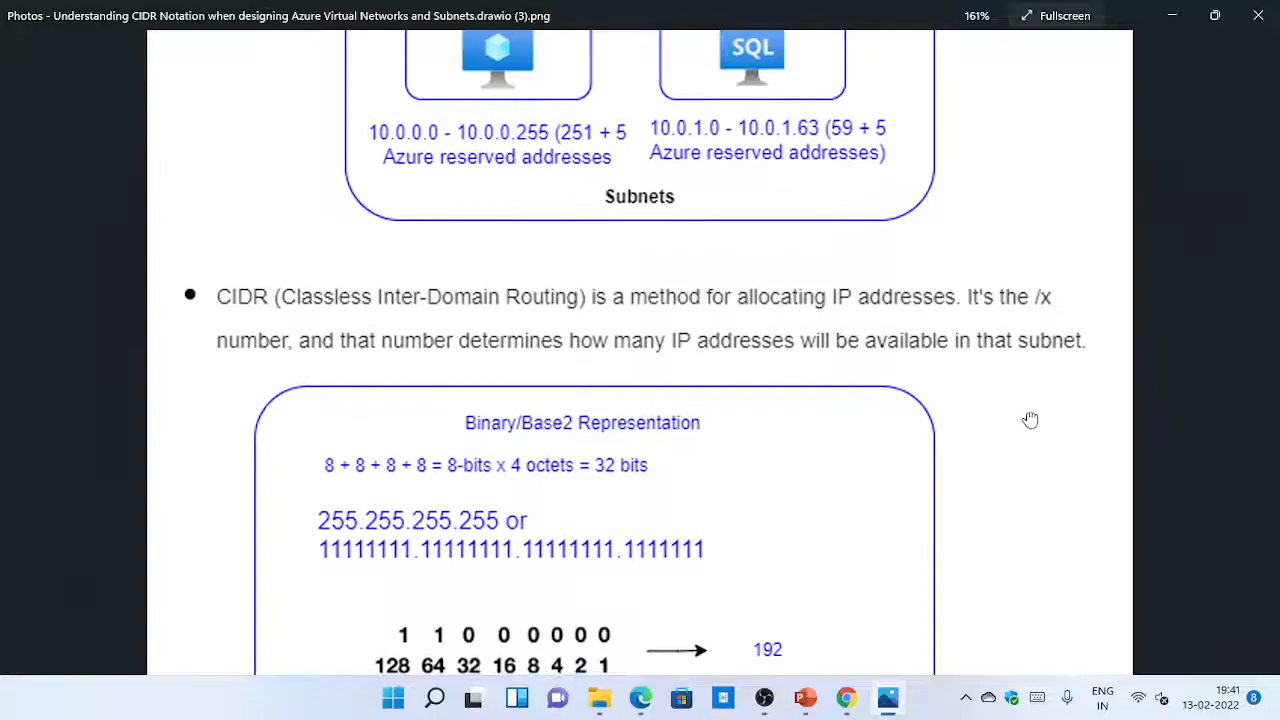 Photos - Understanding CIDR Notation when designing Azure Virtual Networks and Subnets.drawio (3).png
161%
Fullscreen
SQL
10.0.0.0 - 10.0.0.255 (251 + 5
Azure reserved addresses
10.0.1.0 - 10.0.1.63 (59 + 5
Azure reserved addresses)
Subnets
CIDR (Classless Inter-Domain Routing) is a method for allocating IP addresses. It's the /x
number, and that number determines how many IP addresses will be available in that subnet.
Binary/Base2 Representation
8 + 8 + 8 + 8 = 8-bits x 4 octets = 32 bits
255.255.255.255 or
11111111.11111111.11111111.1111111
1 1 0 0 0 0 0 0
128 64 32 16 8 4 2 1
192
ENG
IN
19:41
13-02-2022
8